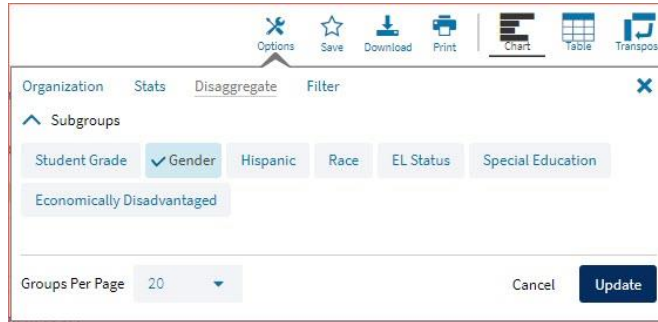 Options Save Download Print Chart Table Transpos
Organization Stats Disaggregate Filter
Subgroups
Student Grade Gender Hispanic Race EL Status Special Education
Economically Disadvantaged
Groups Per Page 20 Cancel Update